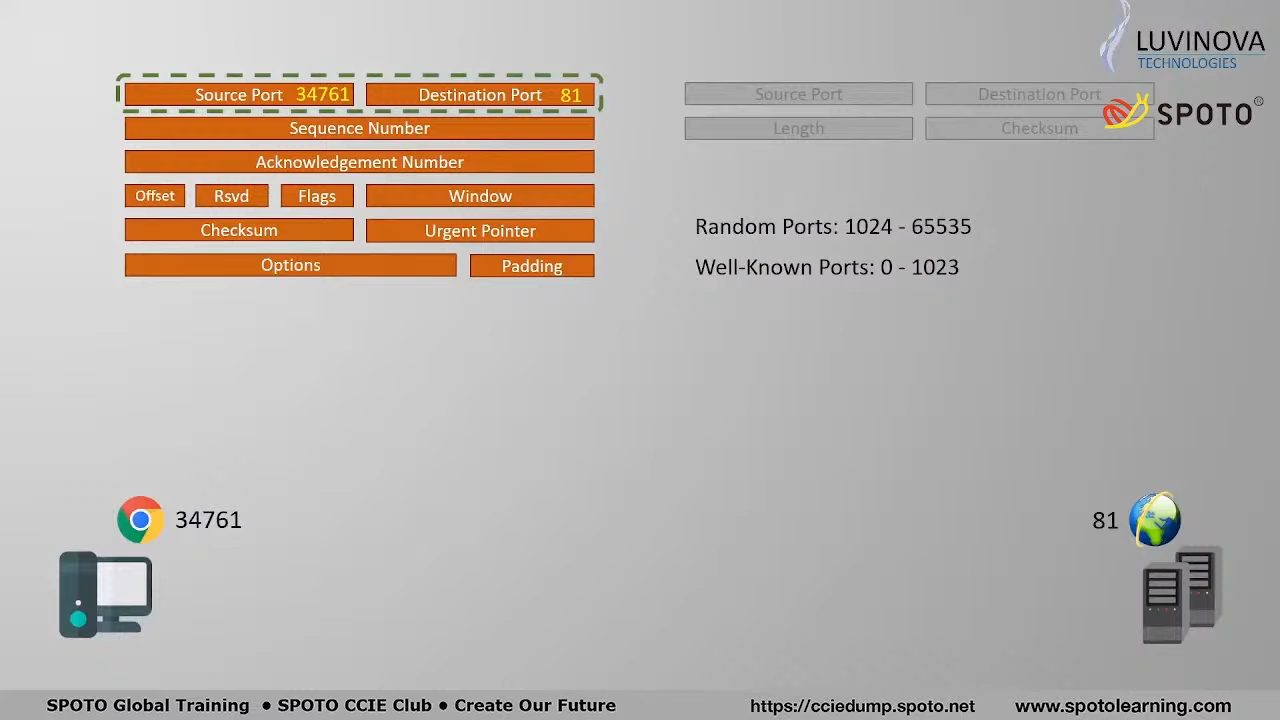 LUVINOVA
TECHNOLOGIES
SPOTO®
Source Port 34761 Destination Port 81
Sequence Number
Acknowledgement Number
Offset Rsvd Flags Window
Checksum Urgent Pointer
Options Padding
Source Port Destination Port
Length Checksum
Random Ports: 1024 - 65535
Well-Known Ports: 0 - 1023
34761
81
SPOTO Global Training ● SPOTO CCIE Club ● Create Our Future https://cciedump.spoto.net www.spotolearning.com